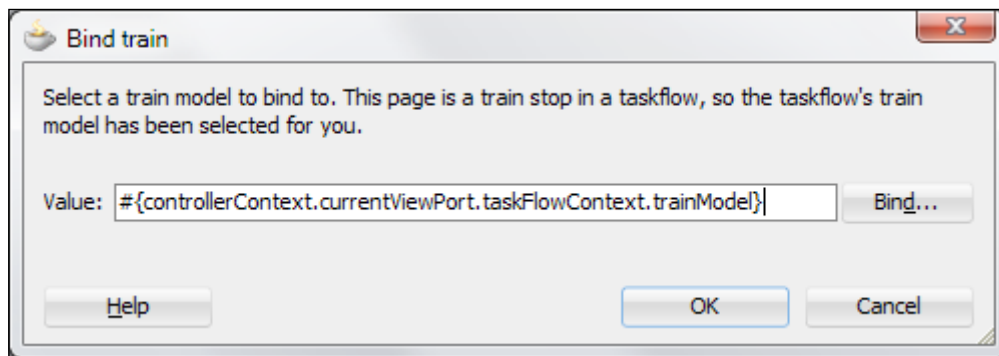 Bind train
Select a train model to bind to. This page is a train stop in a taskflow, so the taskflow's train
model has been selected for you.
Value: #{controllerContext.currentViewPort.taskFlowContext.trainModel} Bind...
Help OK Cancel